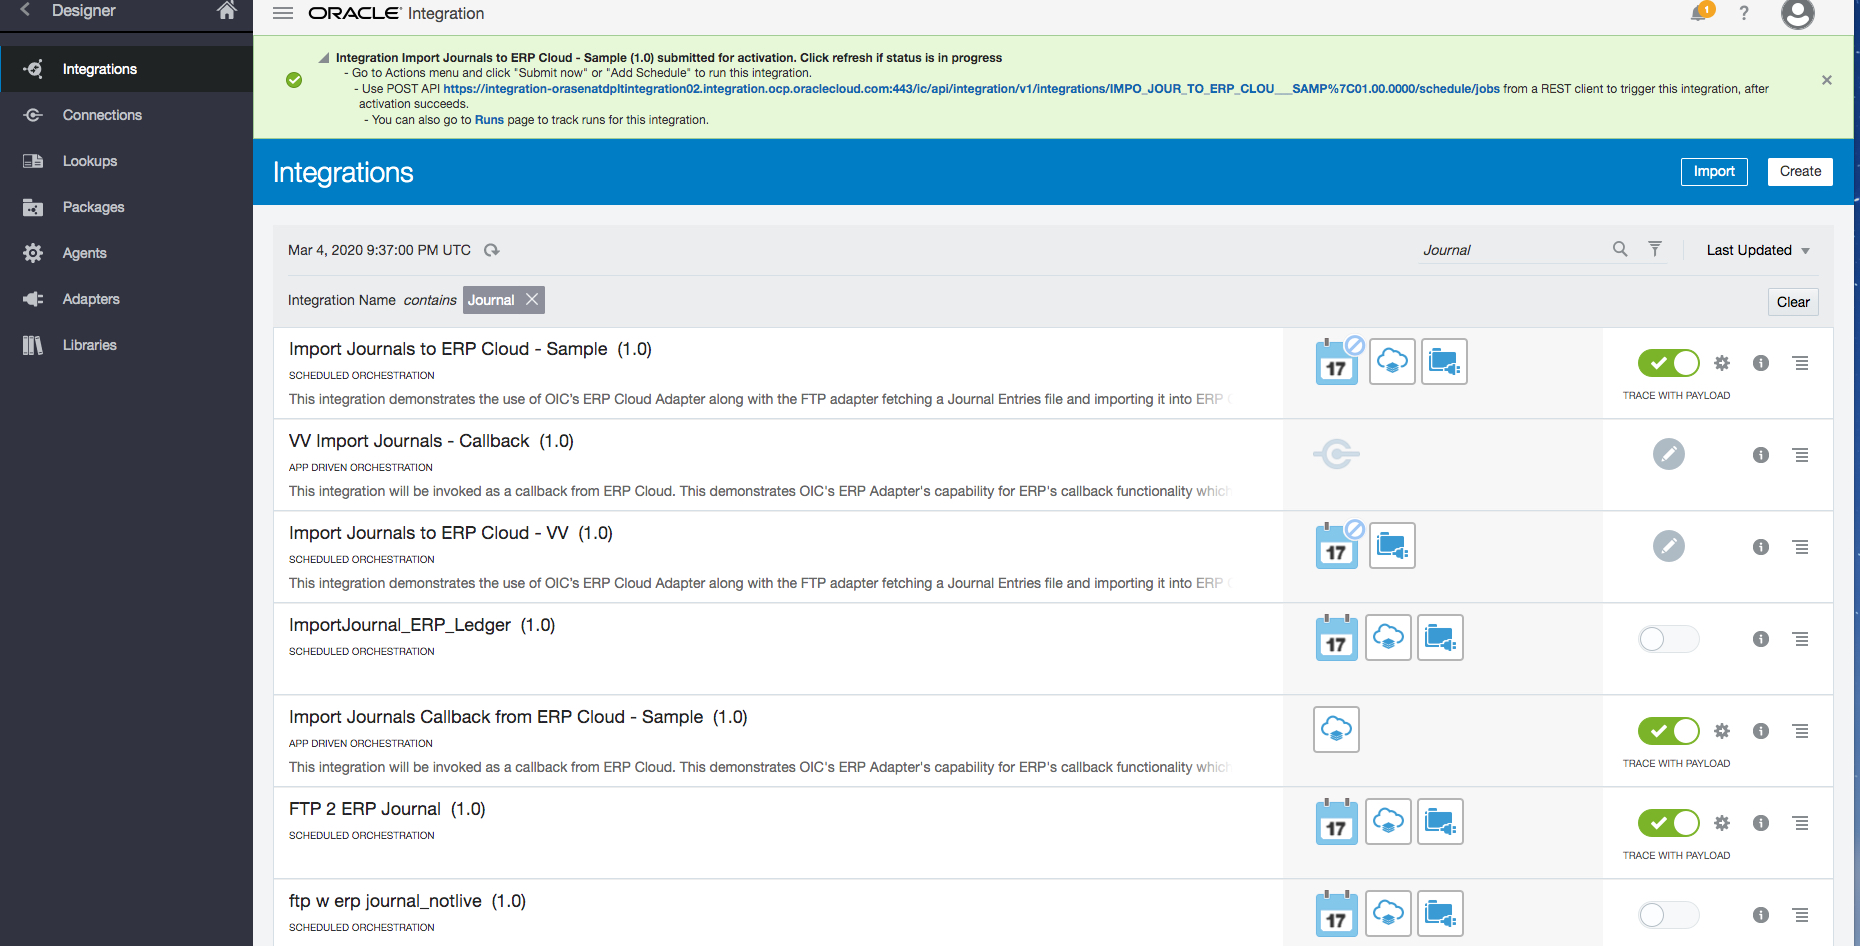 Designer
ORACLE® Integration
1
?
Integrations
Connections
Lookups
Packages
Agents
Adapters
Libraries
Integration Import Journals to ERP Cloud - Sample (1.0) submitted for activation. Click refresh if status is in progress
- Go to Actions menu and click "Submit now" or "Add Schedule" to run this integration.
- Use POST API https://integration-orasenatdpltintegration02.integration.ocp.oraclecloud.com:443/ic/api/integration/v1/integrations/IMPO_JOUR_TO_ERP_CLOU___SAMP%7C01.00.0000/schedule/jobs from a REST client to trigger this integration, after
activation succeeds.
- You can also go to Runs page to track runs for this integration.
Integrations
Import
Create
Mar 4, 2020 9:37:00 PM UTC
Journal
Last Updated
Integration Name contains Journal
Clear
Import Journals to ERP Cloud - Sample (1.0)
SCHEDULED ORCHESTRATION
This integration demonstrates the use of OIC's ERP Cloud Adapter along with the FTP adapter fetching a Journal Entries file and importing it into ERP C
17
TRACE WITH PAYLOAD
VV Import Journals - Callback (1.0)
APP DRIVEN ORCHESTRATION
This integration will be invoked as a callback from ERP Cloud. This demonstrates OIC's ERP Adapter's capability for ERP's callback functionality which
Import Journals to ERP Cloud - VV (1.0)
SCHEDULED ORCHESTRATION
This integration demonstrates the use of OIC's ERP Cloud Adapter along with the FTP adapter fetching a Journal Entries file and importing it into ERP C
17
ImportJournal_ERP_Ledger (1.0)
SCHEDULED ORCHESTRATION
17
Import Journals Callback from ERP Cloud - Sample (1.0)
APP DRIVEN ORCHESTRATION
This integration will be invoked as a callback from ERP Cloud. This demonstrates OIC's ERP Adapter's capability for ERP's callback functionality which
TRACE WITH PAYLOAD
FTP 2 ERP Journal (1.0)
SCHEDULED ORCHESTRATION
17
TRACE WITH PAYLOAD
ftp w erp journal_notlive (1.0)
SCHEDULED ORCHESTRATION
17